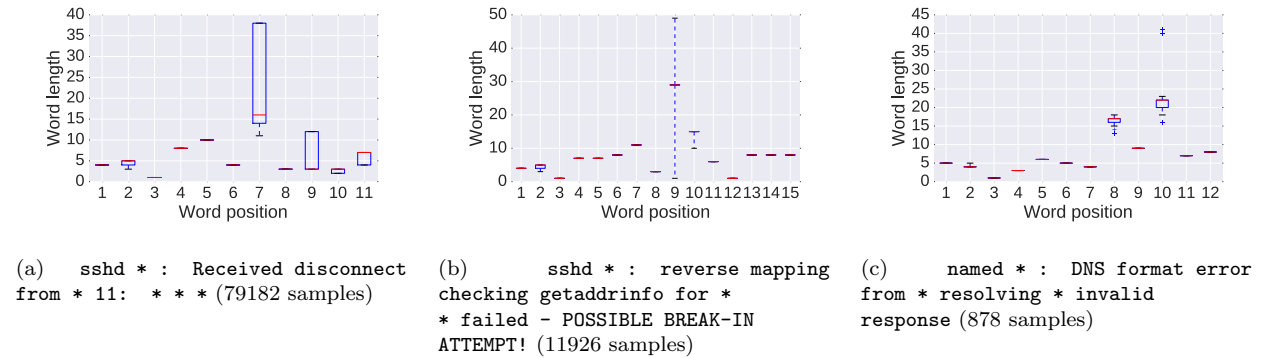 40
35
30
25
20
15
10
5
0
Word length
1 2 3 4 5 6 7 8 9 10 11
Word position
50
40
30
20
10
0
Word length
1 2 3 4 5 6 7 8 9 10 11 12 13 14 15
Word position
45
40
35
30
25
20
15
10
5
0
Word length
1 2 3 4 5 6 7 8 9 10 11 12
Word position
(a) sshd * : Received disconnect
from * 11: * * * (79182 samples)
(b) sshd * : reverse mapping
checking getaddrinfo for *
* failed - POSSIBLE BREAK-IN
ATTEMPT! (11926 samples)
(c) named * : DNS format error
from * resolving * invalid
response (878 samples)